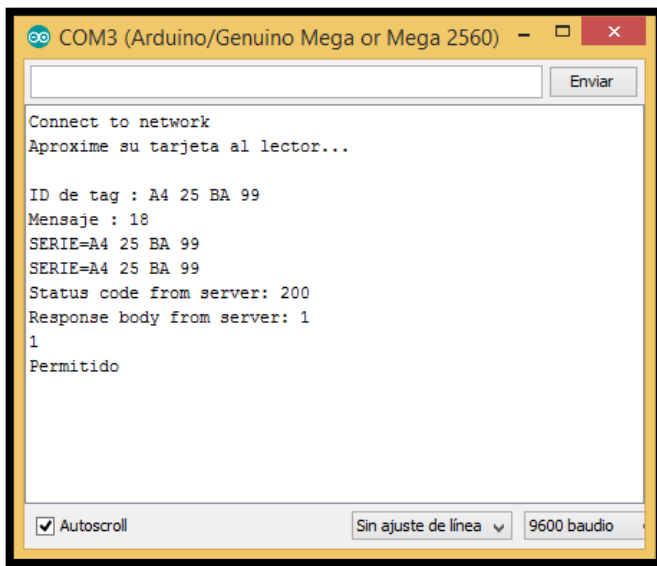 COM3 (Arduino/Genuino Mega or Mega 2560)
Enviar
Connect to network
Aproxime su tarjeta al lector...
ID de tag : A4 25 BA 99
Mensaje : 18
SERIE=A4 25 BA 99
SERIE=A4 25 BA 99
Status code from server: 200
Response body from server: 1
1
Permitido
Autoscroll Sin ajuste de línea 9600 baudio